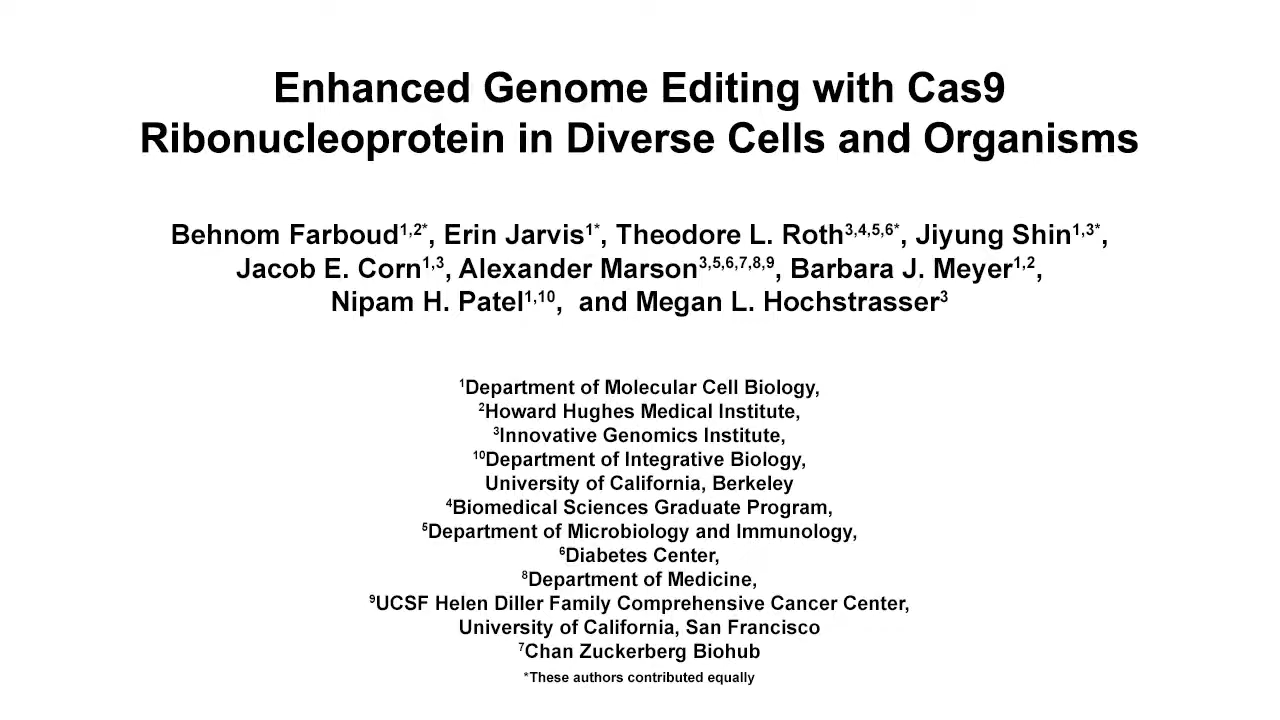 Enhanced Genome Editing with Cas9
Ribonucleoprotein in Diverse Cells and Organisms
Behnom Farboud1,2*, Erin Jarvis1*, Theodore L. Roth3,4,5,6*, Jiyung Shin1,3*,
Jacob E. Corn1,3, Alexander Marson3,5,6,7,8,9, Barbara J. Meyer1,2,
Nipam H. Patel1,10, and Megan L. Hochstrasser3
1Department of Molecular Cell Biology,
2Howard Hughes Medical Institute,
3Innovative Genomics Institute,
10Department of Integrative Biology,
University of California, Berkeley
4Biomedical Sciences Graduate Program,
5Department of Microbiology and Immunology,
6Diabetes Center,
8Department of Medicine,
9UCSF Helen Diller Family Comprehensive Cancer Center,
University of California, San Francisco
7Chan Zuckerberg Biohub
*These authors contributed equally